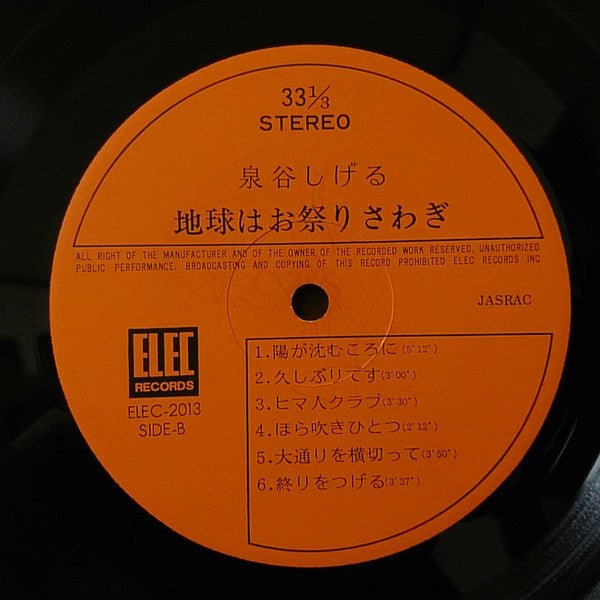 33⅓
STEREO
泉谷しげる
地球はお祭りさわぎ
ALL RIGHT OF THE MANUFACTURER AND OF THE OWNER OF THE RECORDED WORK RESERVED. UNAUTHORIZED
PUBLIC PERFORMANCE. BROADCASTING AND COPYING OF THIS RECORD PROHIBITED ELEC RECORDS INC
JASRAC
ELEC
RECORDS
ELEC-2013
SIDE-B
1.陽が沈むころに(5'12")
2.久しぶりです(3'00")
3.ヒマ人クラブ(3'30")
4.ほら吹きひとつ(2'12")
5.大通りを横切って(3'50")
6.終りをつげる(3'37")